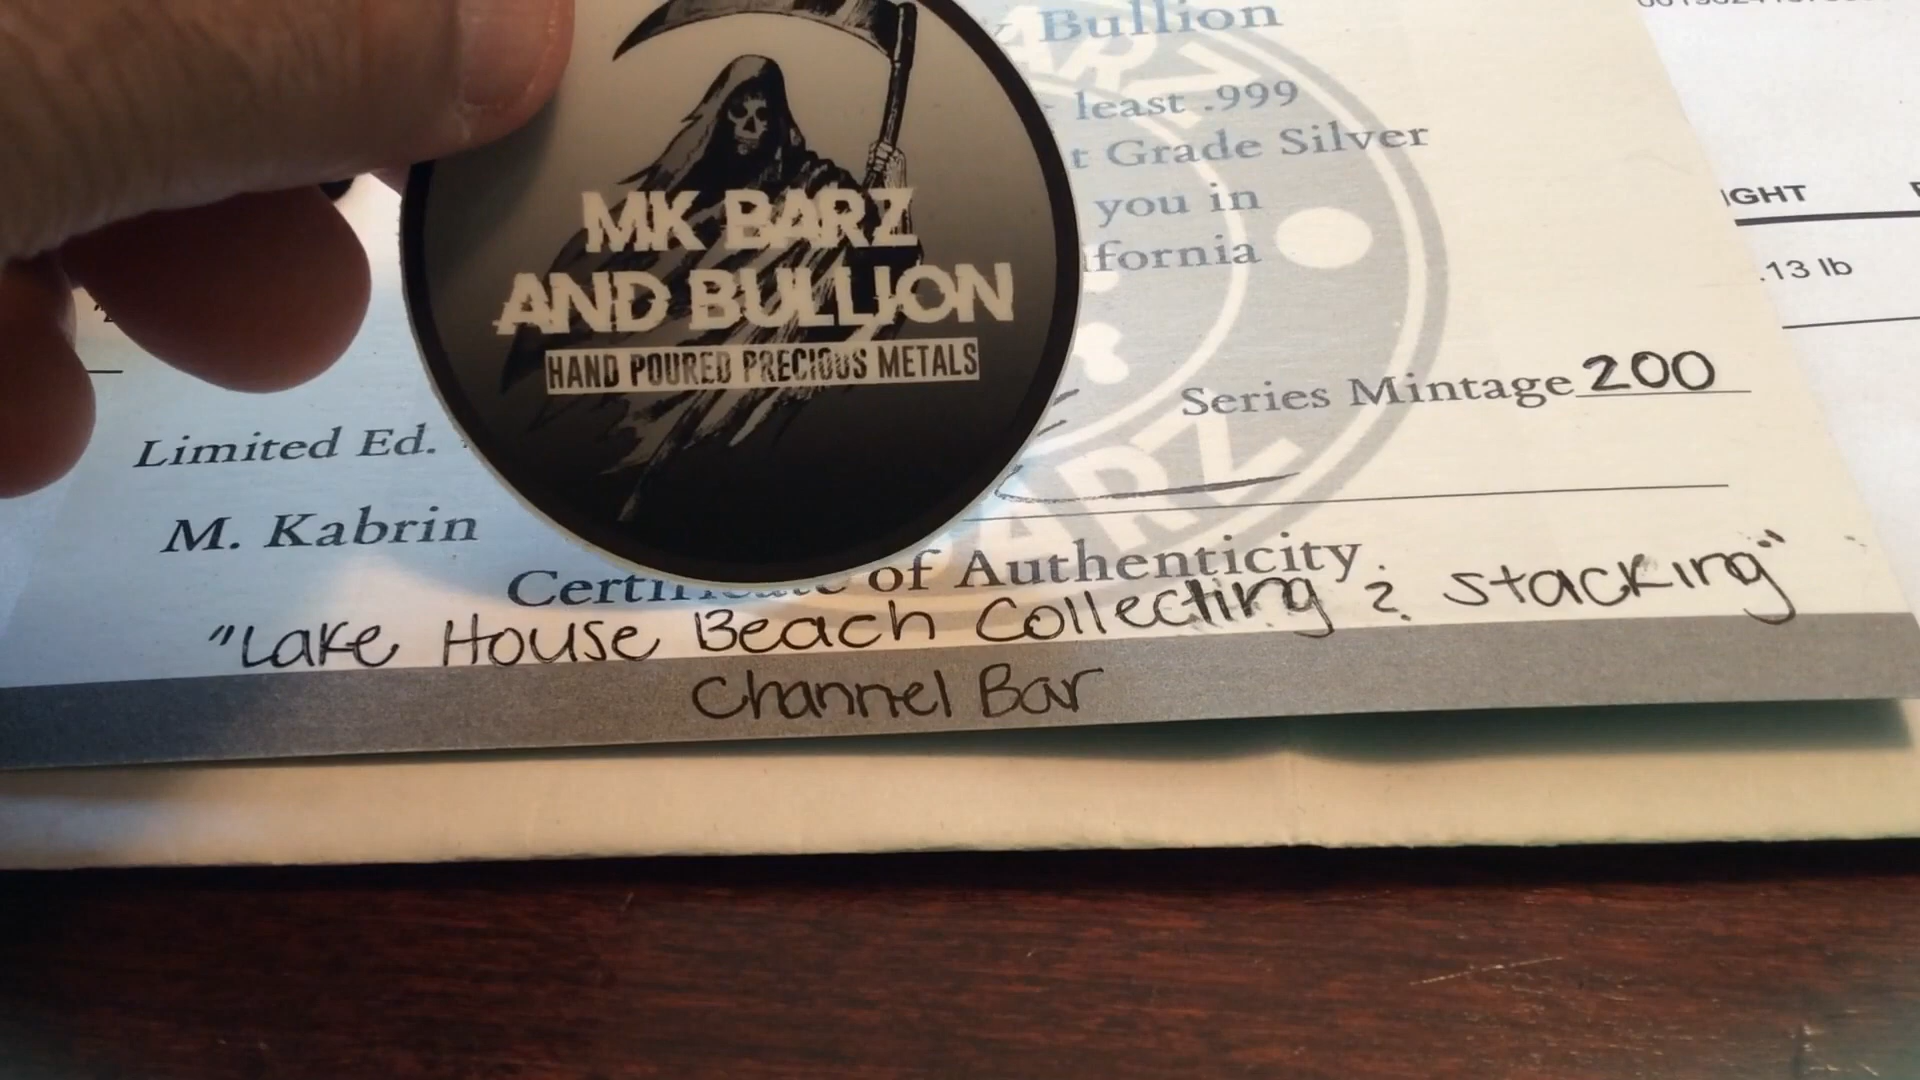 Bullion
least .999
Grade Silver
you in
MK BARZ
AND BULLION
HAND POURED PRECIOUS METALS
IGHT
.13 lb
Series Mintage 200
Limited Ed.
M. Kabrin
of Authenticity
"Lake House Beach Collecting & Stacking"
Channel Bar
BARZ